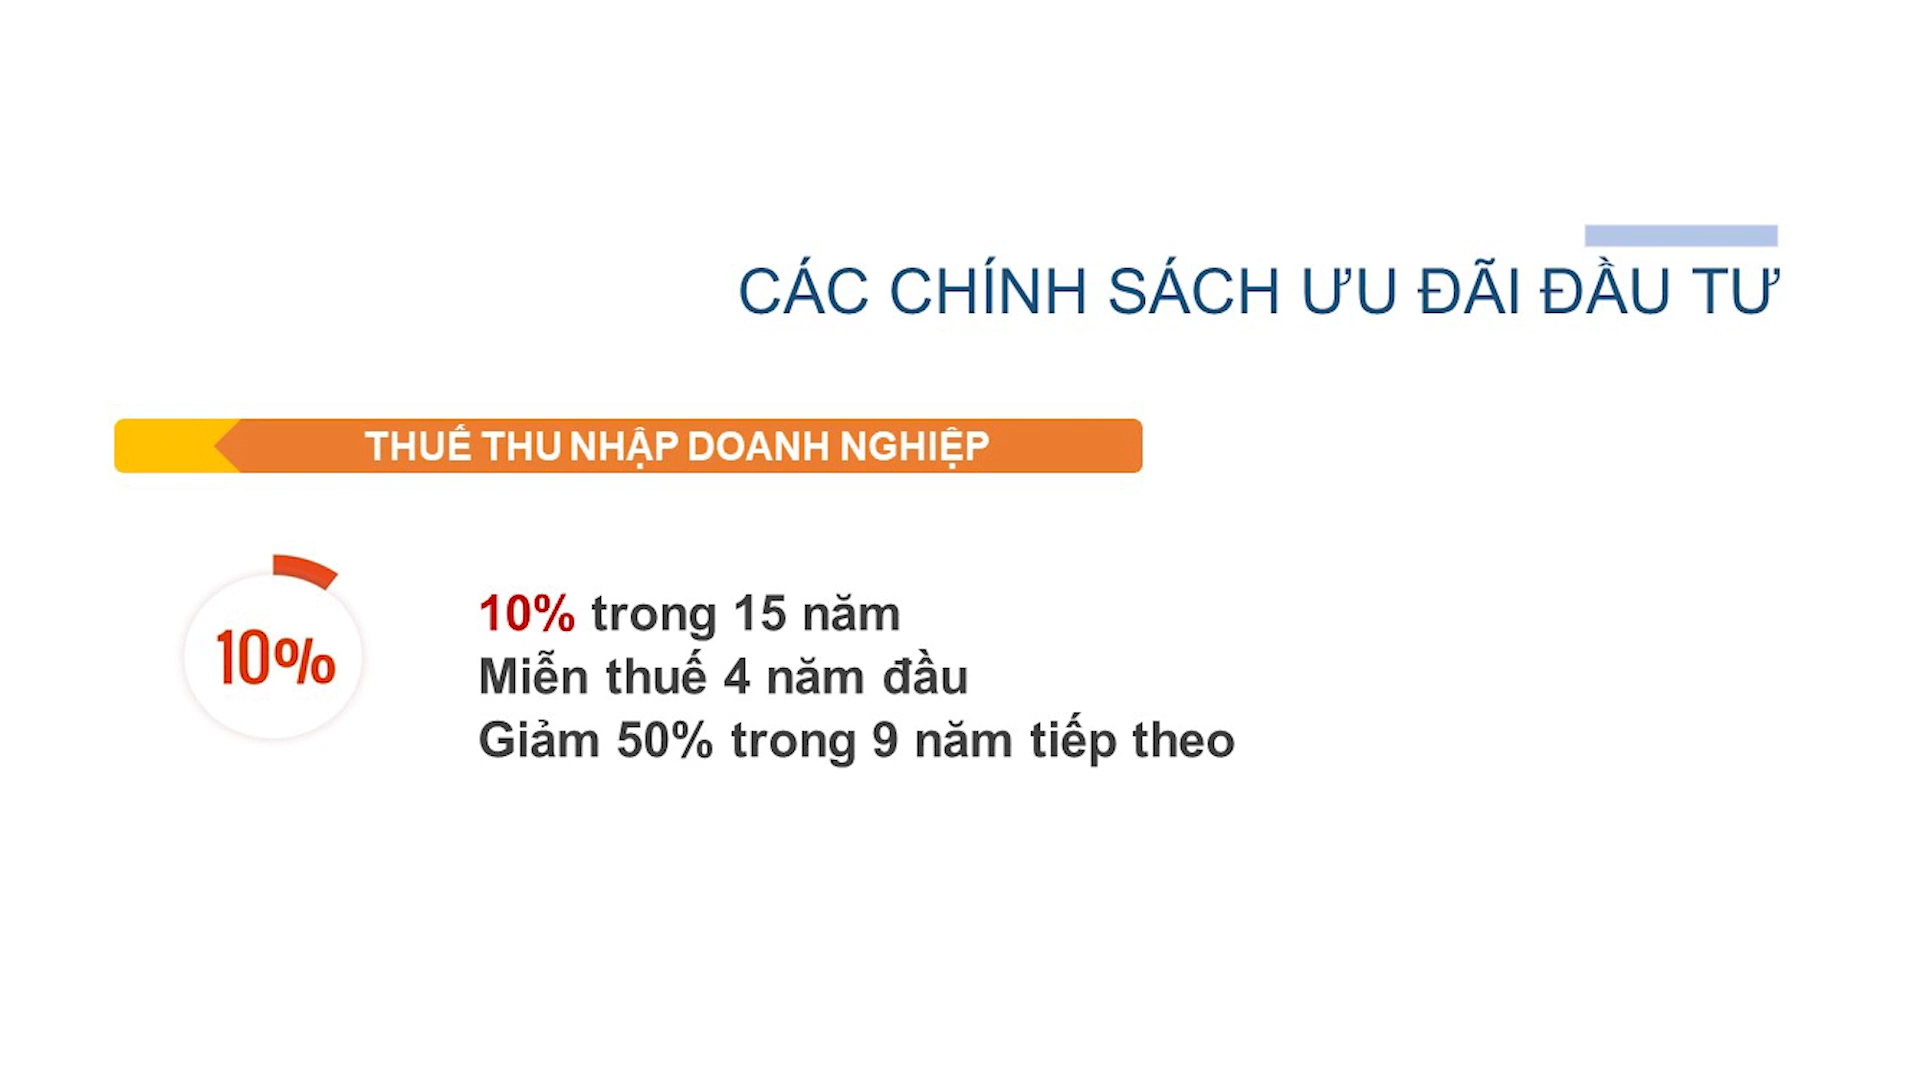 CÁC CHÍNH SÁCH ƯU ĐÃI ĐẦU TƯ
THUẾ THU NHẬP DOANH NGHIỆP
10%
10% trong 15 năm
Miễn thuế 4 năm đầu
Giảm 50% trong 9 năm tiếp theo